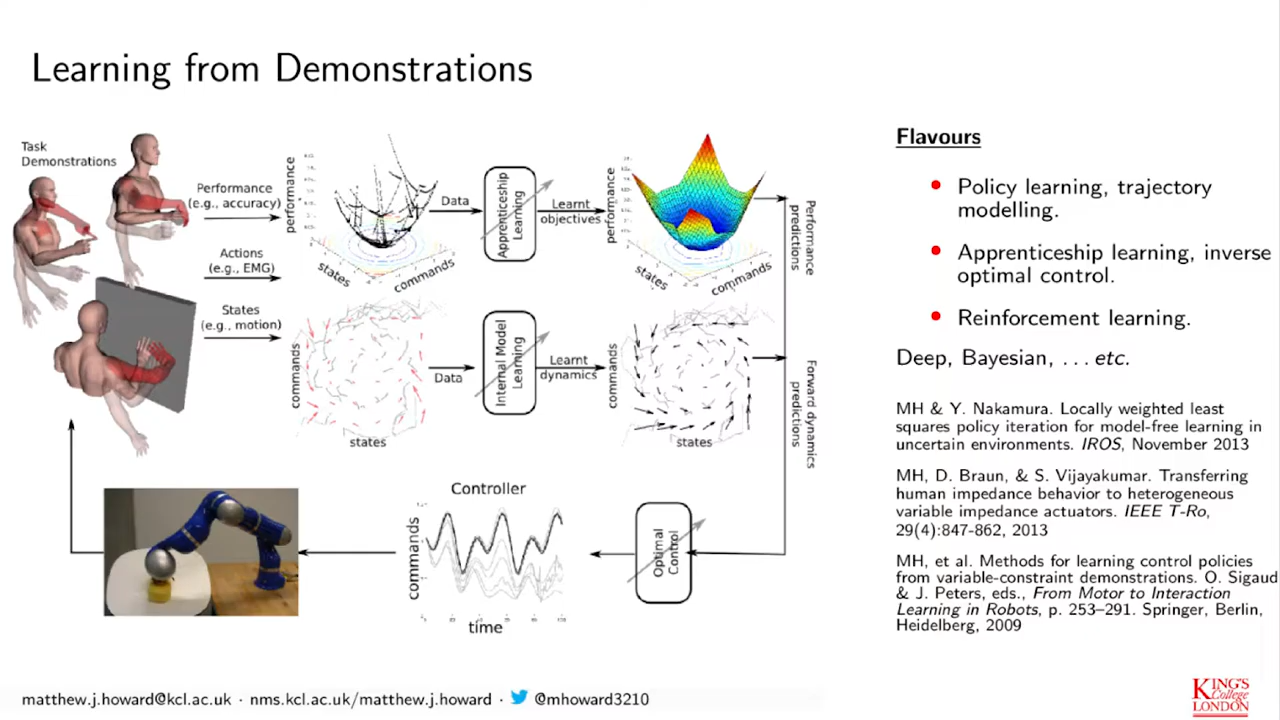 Learning from Demonstrations
Task
Demonstrations
Performance
(e.g., accuracy)
Actions
(e.g., EMG)
States
(e.g., motion)
performance
states
commands
Data
Apprenticeship
Learning
Learnt
objectives
performance
states
commands
Performance
predictions
commands
states
Data
Internal Model
Learning
Learnt
dynamics
commands
states
Forward dynamics
predictions
Controller
commands
time
Optimal
Control
Flavours
Policy learning, trajectory
modelling.
Apprenticeship learning, inverse
optimal control.
Reinforcement learning.
Deep, Bayesian, . . . etc.
MH & Y. Nakamura. Locally weighted least
squares policy iteration for model-free learning in
uncertain environments. IROS, November 2013
MH, D. Braun, & S. Vijayakumar. Transferring
human impedance behavior to heterogeneous
variable impedance actuators. IEEE T-Ro,
29(4):847-862, 2013
MH, et al. Methods for learning control policies
from variable-constraint demonstrations. O. Sigaud
& J. Peters, eds., From Motor to Interaction
Learning in Robots, p. 253–291. Springer, Berlin,
Heidelberg, 2009
matthew.j.howard@kcl.ac.uk · nms.kcl.ac.uk/matthew.j.howard · @mhoward3210
KING'S
College
LONDON